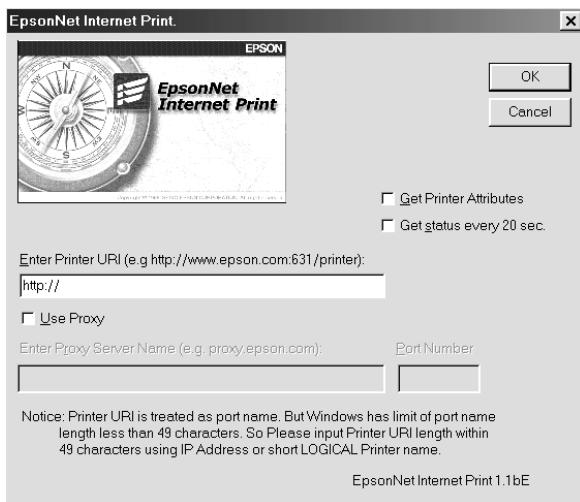 EpsonNet Internet Print.
EPSON
EpsonNet
Internet Print
N
NE
E
S
W
NW
OK
Cancel
Get Printer Attributes
Get status every 20 sec.
Enter Printer URI (e.g http://www.epson.com:631/printer):
http://
Use Proxy
Enter Proxy Server Name (e.g. proxy.epson.com):
Port Number
Notice: Printer URI is treated as port name. But Windows has limit of port name
length less than 49 characters. So Please input Printer URI length within
49 characters using IP Address or short LOGICAL Printer name.
EpsonNet Internet Print 1.1bE